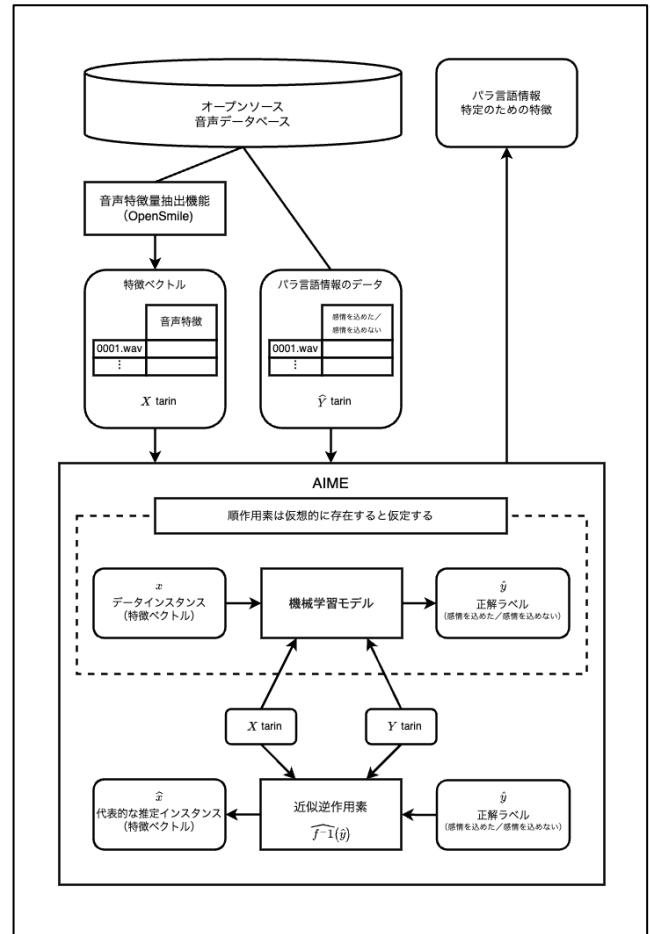 オープンソース
音声データベース
パラ言語情報
特定のための特徴
音声特徴量抽出機能
（OpenSmile)
特徴ベクトル
音声特徴
0001.wav
⋮
X tarin
パラ言語情報のデータ
感情を込めた／
感情を込めない
0001.wav
⋮
Ŷ tarin
AIME
順作用素は仮想的に存在すると仮定する
x
データインスタンス
（特徴ベクトル）
機械学習モデル
ŷ
正解ラベル
（感情を込めた／感情を込めない）
X tarin
Y tarin
x̂
代表的な推定インスタンス
（特徴ベクトル）
近似逆作用素
\widehat{f^{-1}}(ŷ)
ŷ
正解ラベル
（感情を込めた／感情を込めない）